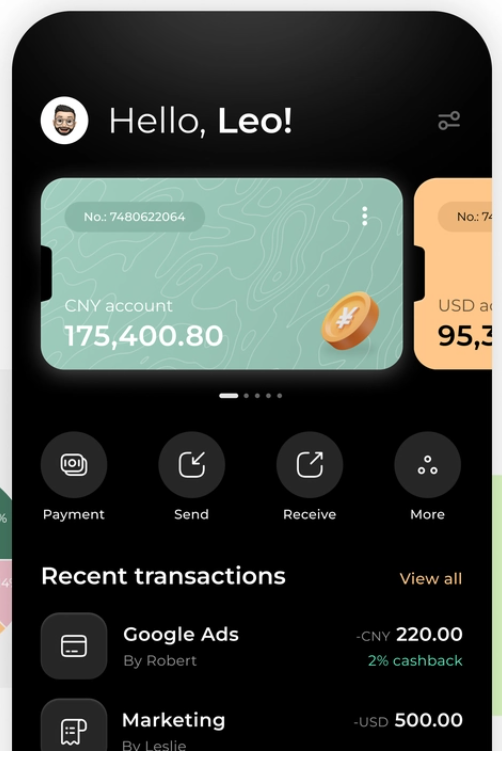 Hello, Leo!
No.: 7480622064
CNY account
175,400.80
No.: 74
USD
95,3
Payment
Send
Receive
More
Recent transactions
View all
Google Ads
By Robert
-CNY 220.00
2% cashback
Marketing
By Leslie
-USD 500.00